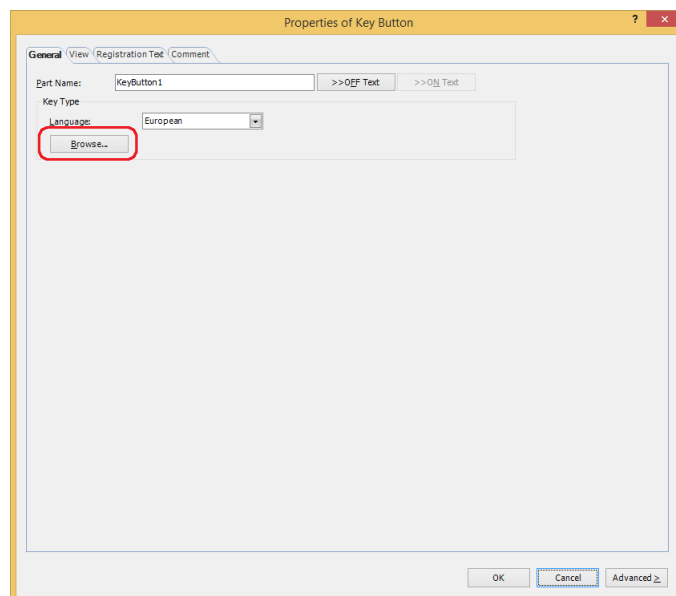 Properties of Key Button
? ×
General View Registration Text Comment
Part Name: KeyButton1 >>OFF Text >>ON Text
Key Type
Language: European
Browse...
OK Cancel Advanced >